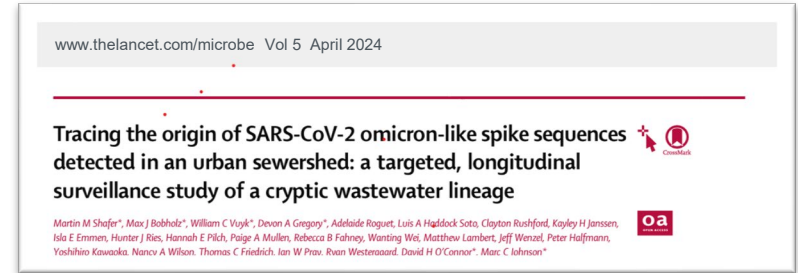 www.thelancet.com/microbe Vol 5 April 2024
Tracing the origin of SARS-CoV-2 omicron-like spike sequences
detected in an urban sewershed: a targeted, longitudinal
surveillance study of a cryptic wastewater lineage
CrossMark
Martin M Shafer*, Max J Bobholz*, William C Vuyk*, Devon A Gregory*, Adelaide Roguet, Luis A Haddock Soto, Clayton Rushford, Kayley H Janssen,
Isla E Emmen, Hunter J Ries, Hannah E Pilch, Paige A Mullen, Rebecca B Fahney, Wanting Wei, Matthew Lambert, Jeff Wenzel, Peter Halfmann,
Yoshihiro Kawaoka, Nancy A Wilson, Thomas C Friedrich, Ian W Pray, Ryan Westergaard, David H O'Connor*, Marc C Johnson*
oa
OPEN ACCESS